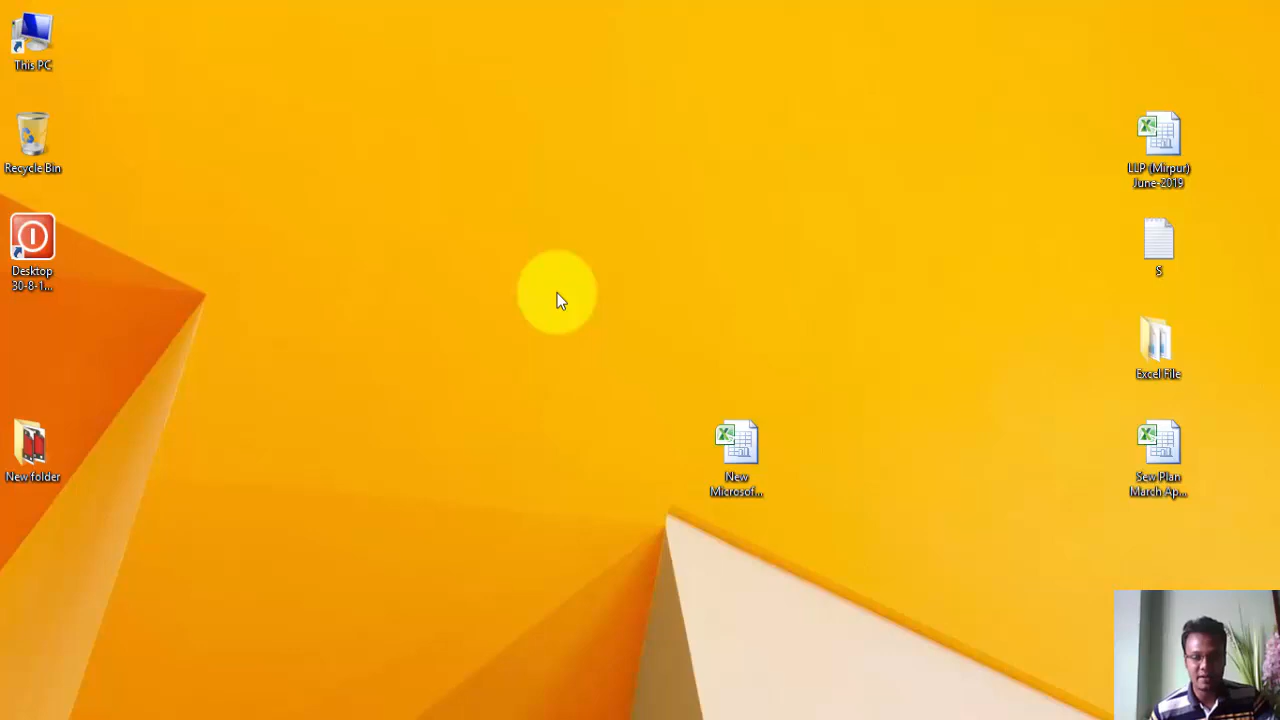 This PC
Recycle Bin
Desktop
30-8-1...
New folder
New
Microsof...
LLP (Mirpur)
June-2019
S
Excel File
Sew Plan
March Ap...